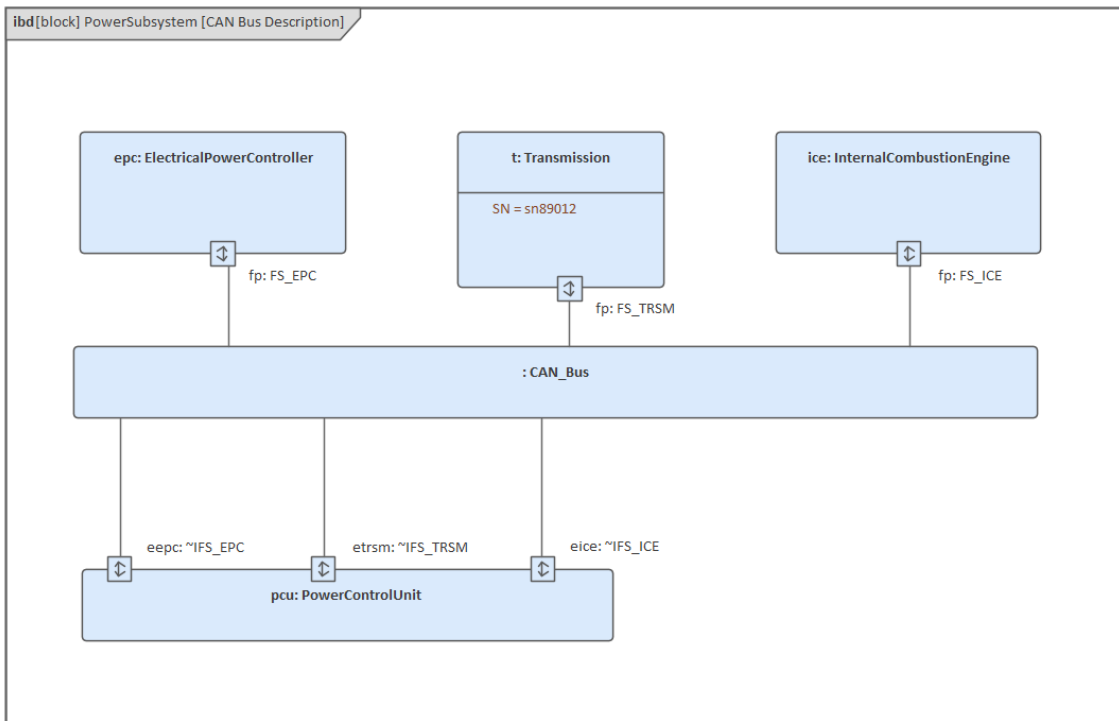 ibd[block] PowerSubsystem [CAN Bus Description]
epc: ElectricalPowerController
t: Transmission
ice: InternalCombustionEngine
SN = sn89012
fp: FS_EPC
fp: FS_TRSM
fp: FS_ICE
: CAN_Bus
eepc: ~IFS_EPC
etrsm: ~IFS_TRSM
eice: ~IFS_ICE
pcu: PowerControlUnit